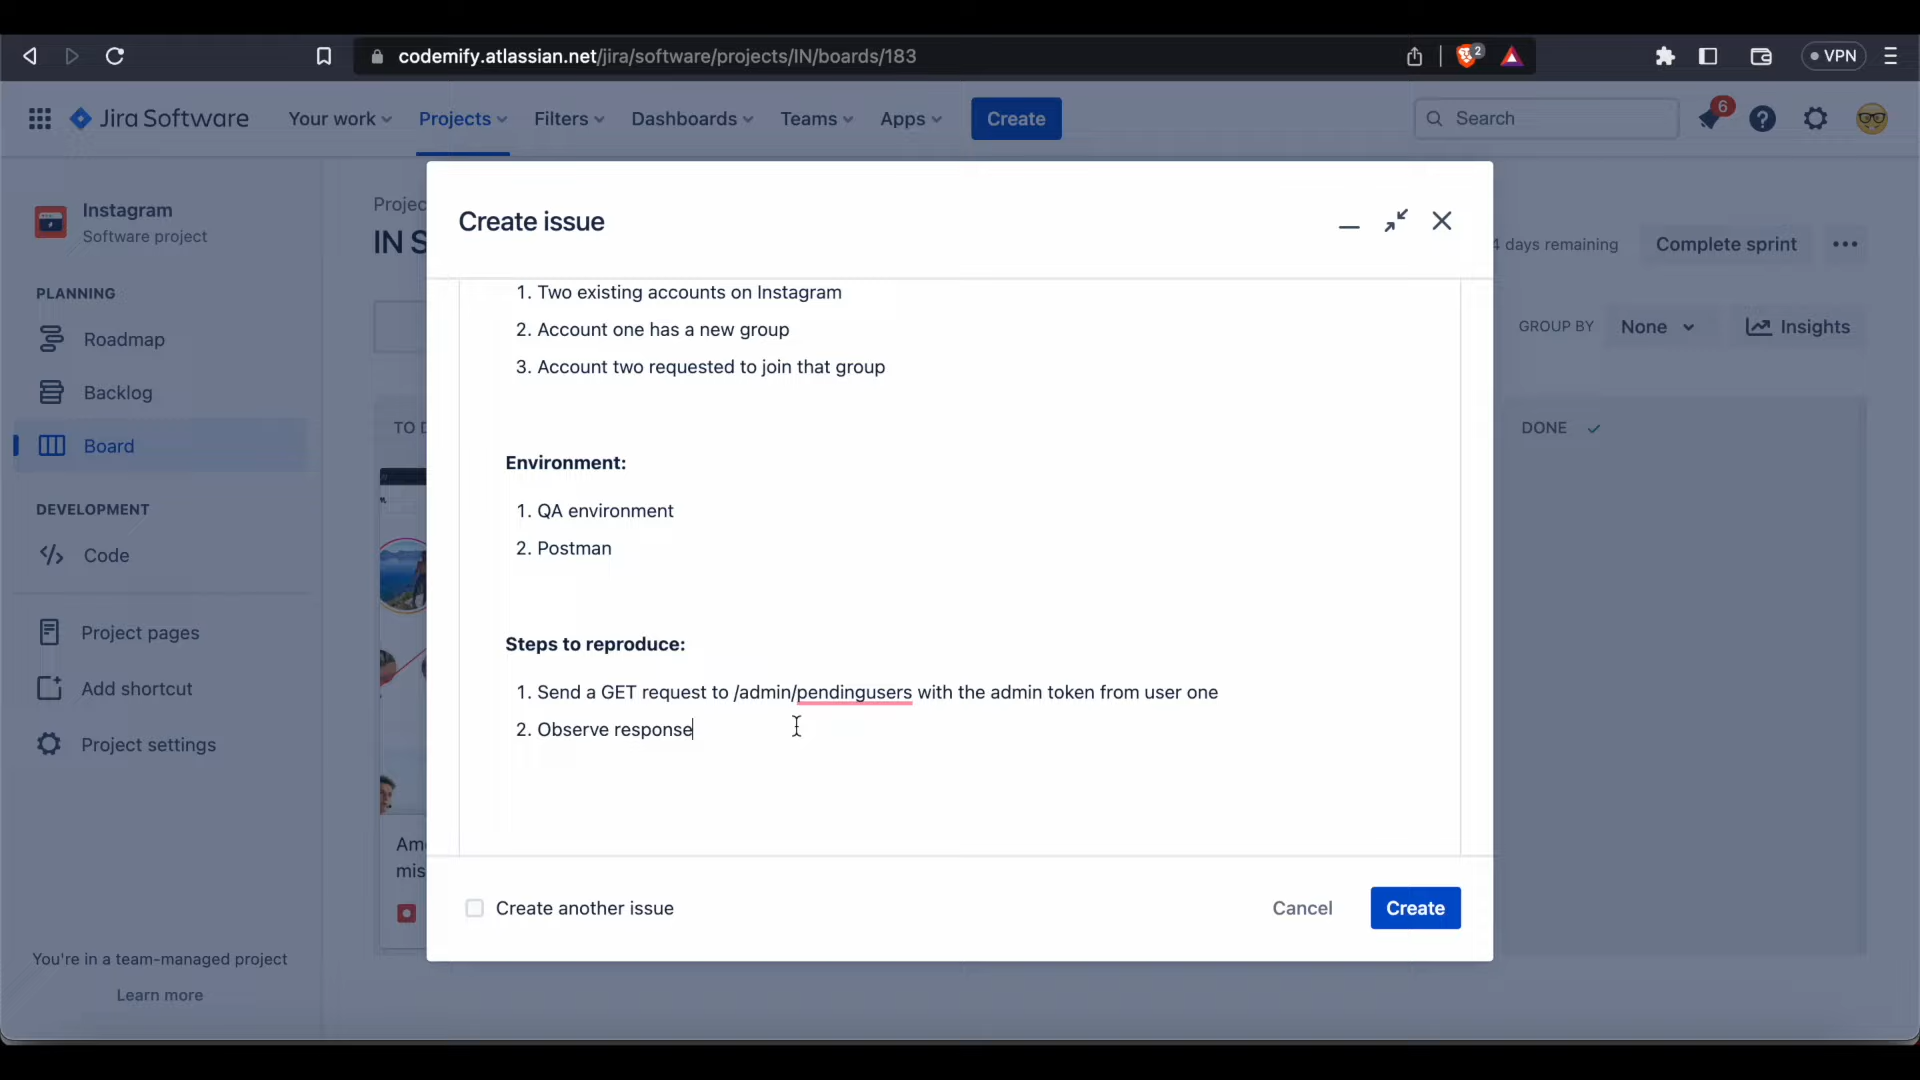 codemify.atlassian.net/jira/software/projects/IN/boards/183
2
VPN
Jira Software
Your work
Projects
Filters
Dashboards
Teams
Apps
Create
Search
6
Instagram
Software project
PLANNING
Roadmap
Backlog
Board
DEVELOPMENT
Code
Project pages
Add shortcut
Project settings
You're in a team-managed project
Learn more
Projec
IN S
4 days remaining
Complete sprint
GROUP BY
None
Insights
TO D
DONE
Am
mis
Create issue
1. Two existing accounts on Instagram
2. Account one has a new group
3. Account two requested to join that group
Environment:
1. QA environment
2. Postman
Steps to reproduce:
1. Send a GET request to /admin/pendingusers with the admin token from user one
2. Observe response
Create another issue
Cancel
Create